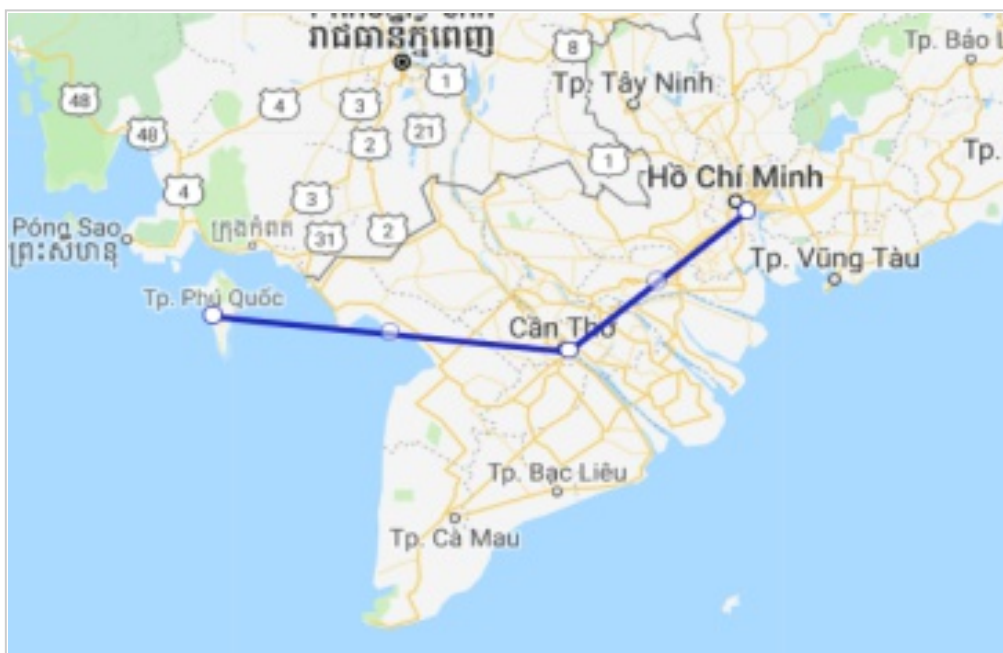 រាជធានីភ្នំពេញ
8
Tp. Bảo L
48
4
3
1
Tp. Tây Ninh
48
2
21
Tp.
1
4
3
Hồ Chí Minh
Póng Sao
ព្រះសីហនុ
ក្រុងកំពត
31
2
Tp. Vũng Tàu
Tp. Phú Quốc
Cần Thơ
Tp. Bạc Liêu
Tp. Cà Mau